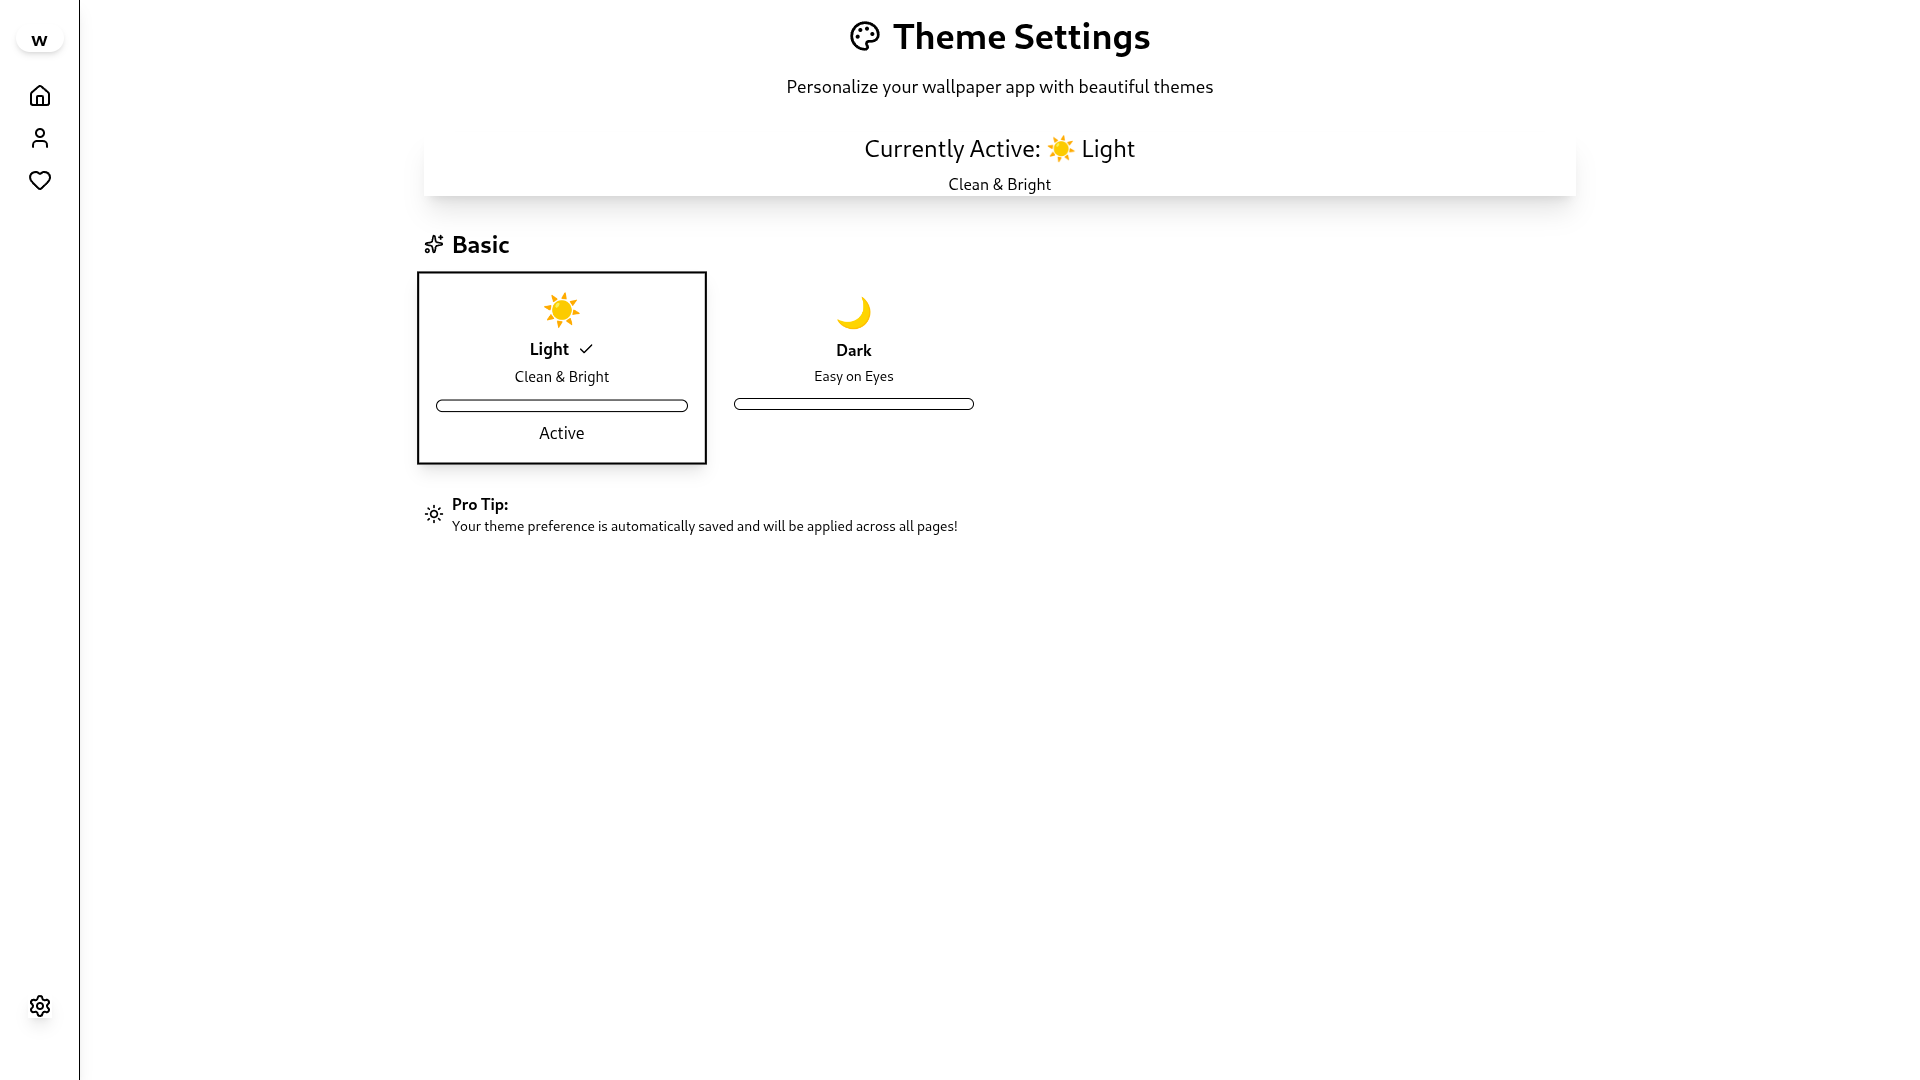 w
Theme Settings
Personalize your wallpaper app with beautiful themes
Currently Active: ☀️ Light
Clean & Bright
Basic
Light
Clean & Bright
Active
Dark
Easy on Eyes
Pro Tip:
Your theme preference is automatically saved and will be applied across all pages!